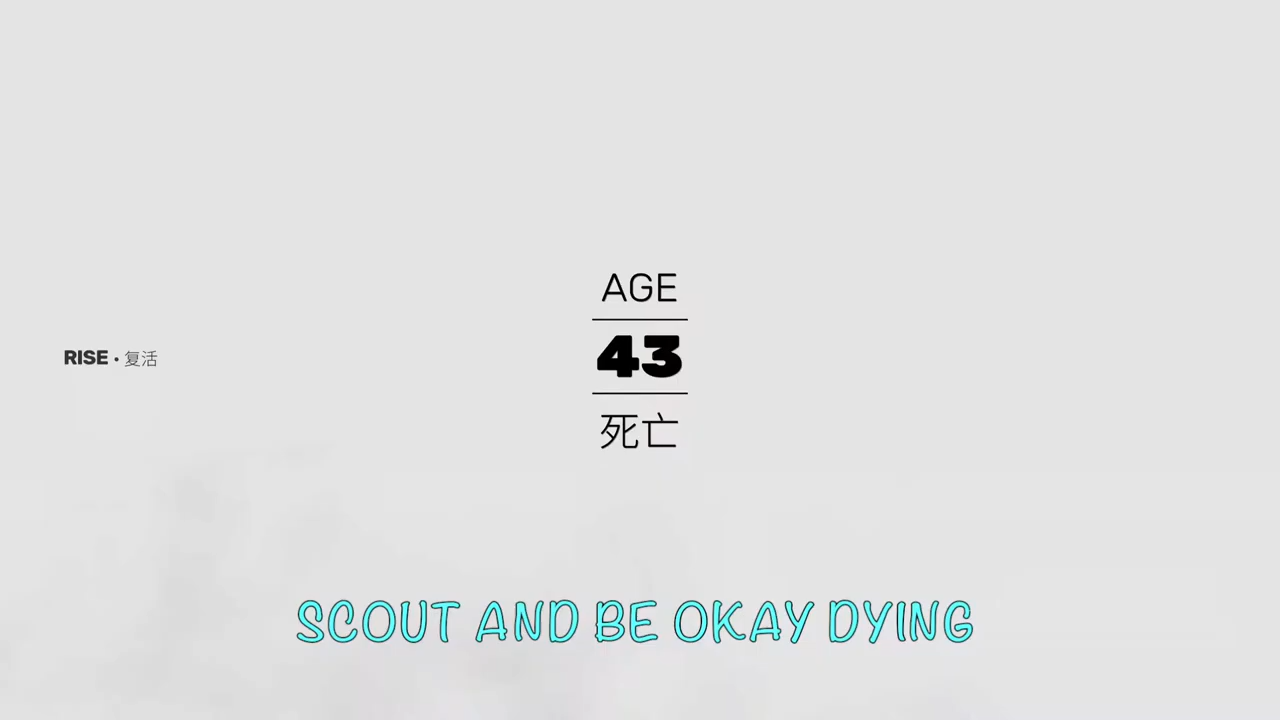 AGE
43
死亡
RISE • 复活
SCOUT AND BE OKAY DYING